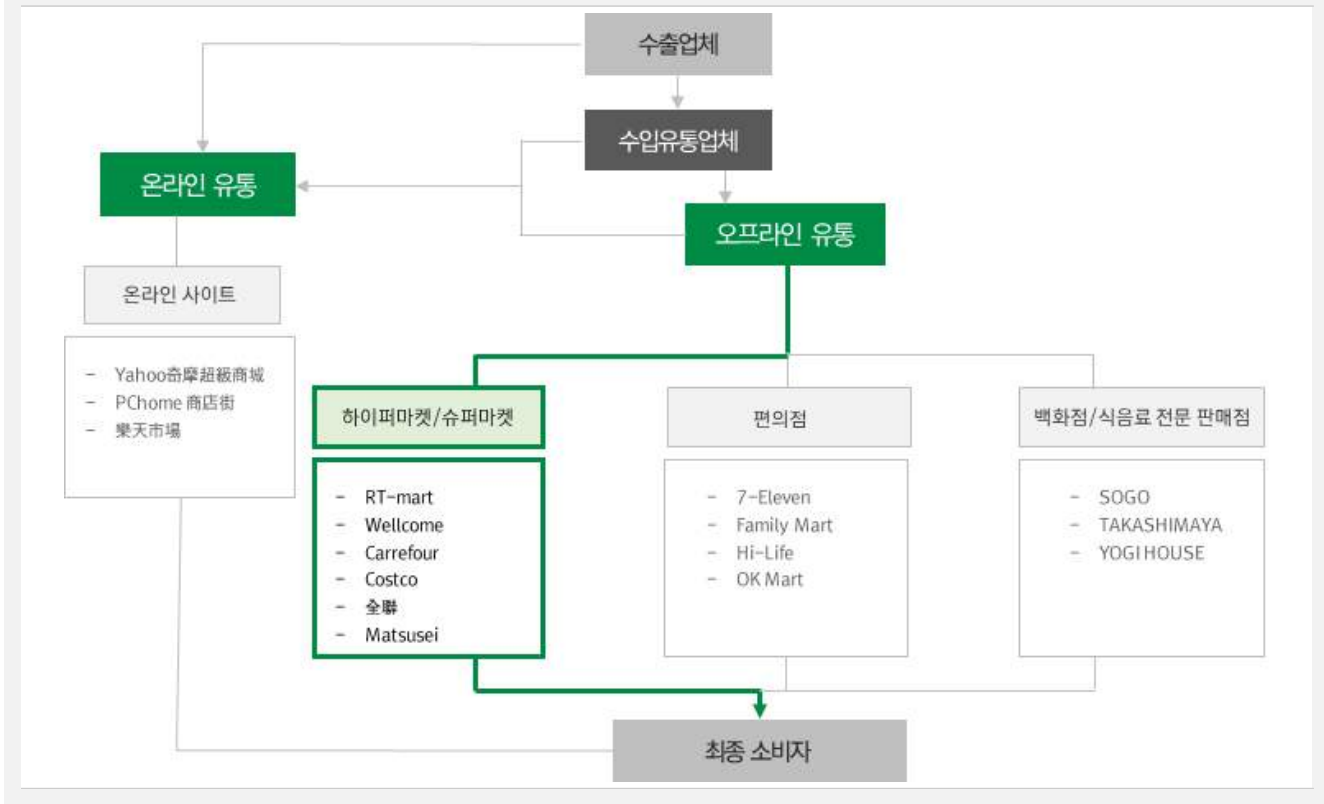 수출업체
수입유통업체
온라인 유통
오프라인 유통
온라인 사이트
- Yahoo奇摩超級商城
- PChome 商店街
- 樂天市場
하이퍼마켓/슈퍼마켓
- RT-mart
- Wellcome
- Carrefour
- Costco
- 全聯
- Matsusei
편의점
- 7-Eleven
- Family Mart
- Hi-Life
- OK Mart
백화점/식음료 전문 판매점
- SOGO
- TAKASHIMAYA
- YOGI HOUSE
최종 소비자